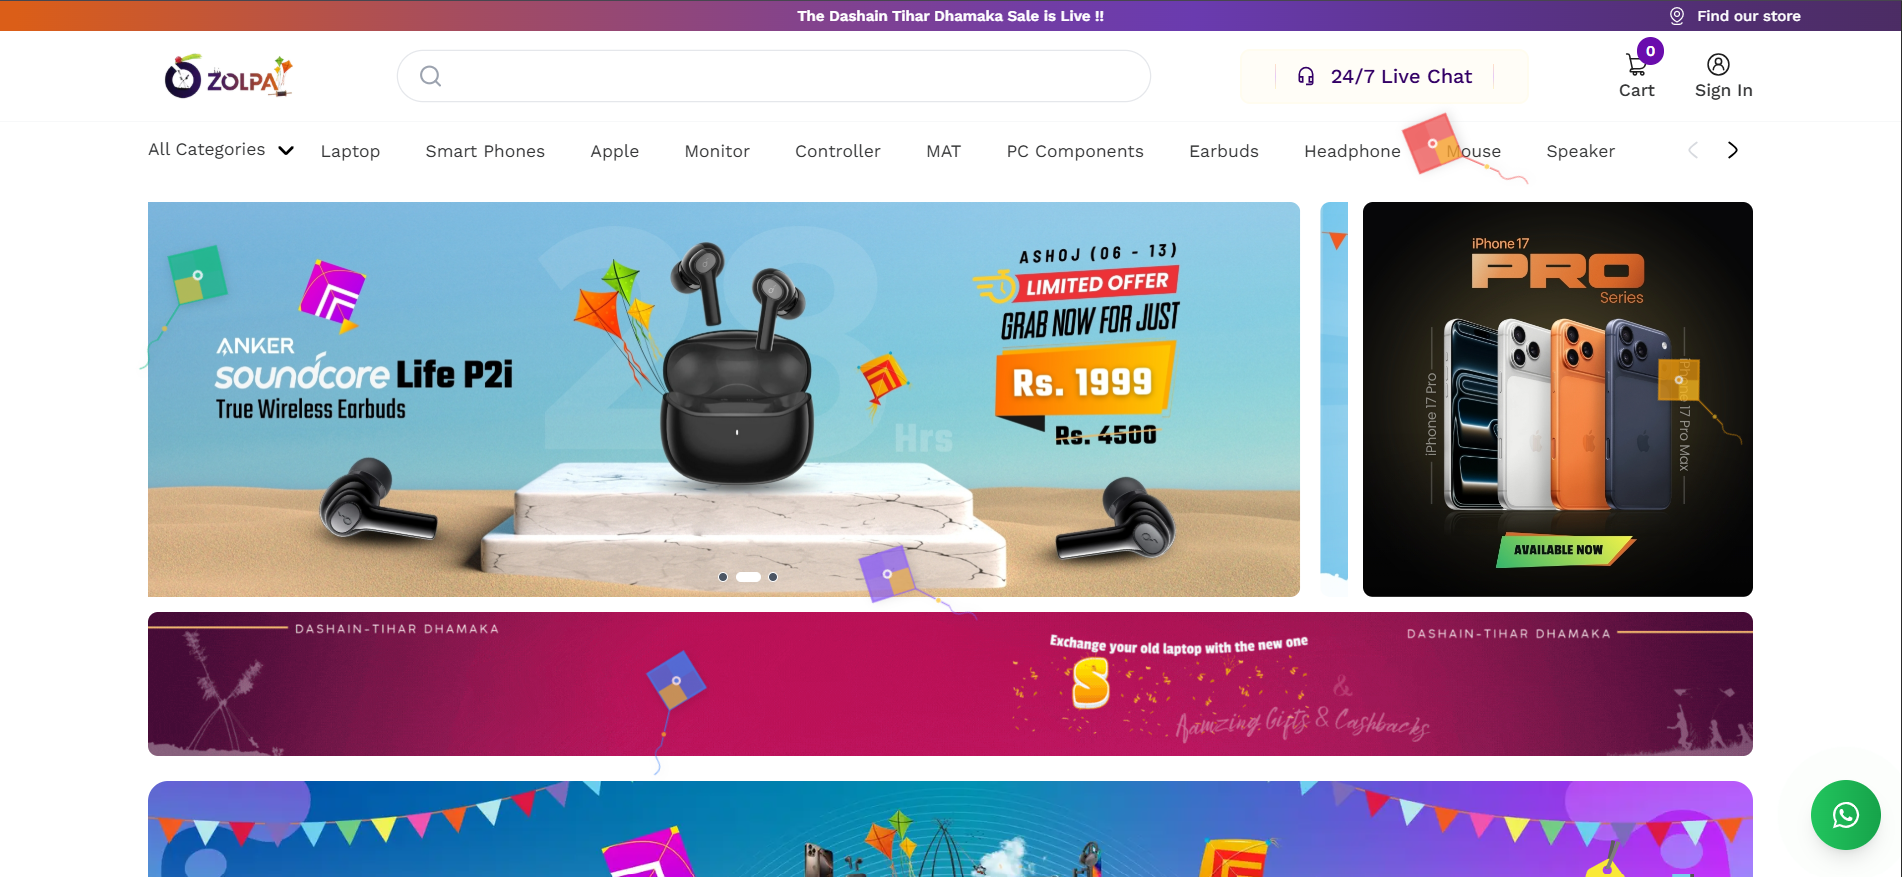 The Dashain Tihar Dhamaka Sale is Live !!
Find our store
ZOLPA
24/7 Live Chat
0
Cart
Sign In
All Categories
Laptop
Smart Phones
Apple
Monitor
Controller
MAT
PC Components
Earbuds
Headphone
Mouse
Speaker
28
Hrs
ANKER
soundcore Life P2i
True Wireless Earbuds
ASHOJ (06 - 13)
LIMITED OFFER
GRAB NOW FOR JUST
Rs. 1999
Rs. 4500
iPhone 17
PRO
Series
iPhone 17 Pro
iPhone 17 Pro Max
AVAILABLE NOW
DASHAIN-TIHAR DHAMAKA
Exchange your old laptop with the new one
S
&
Aamzing Gifts & Cashbacks
DASHAIN-TIHAR DHAMAKA